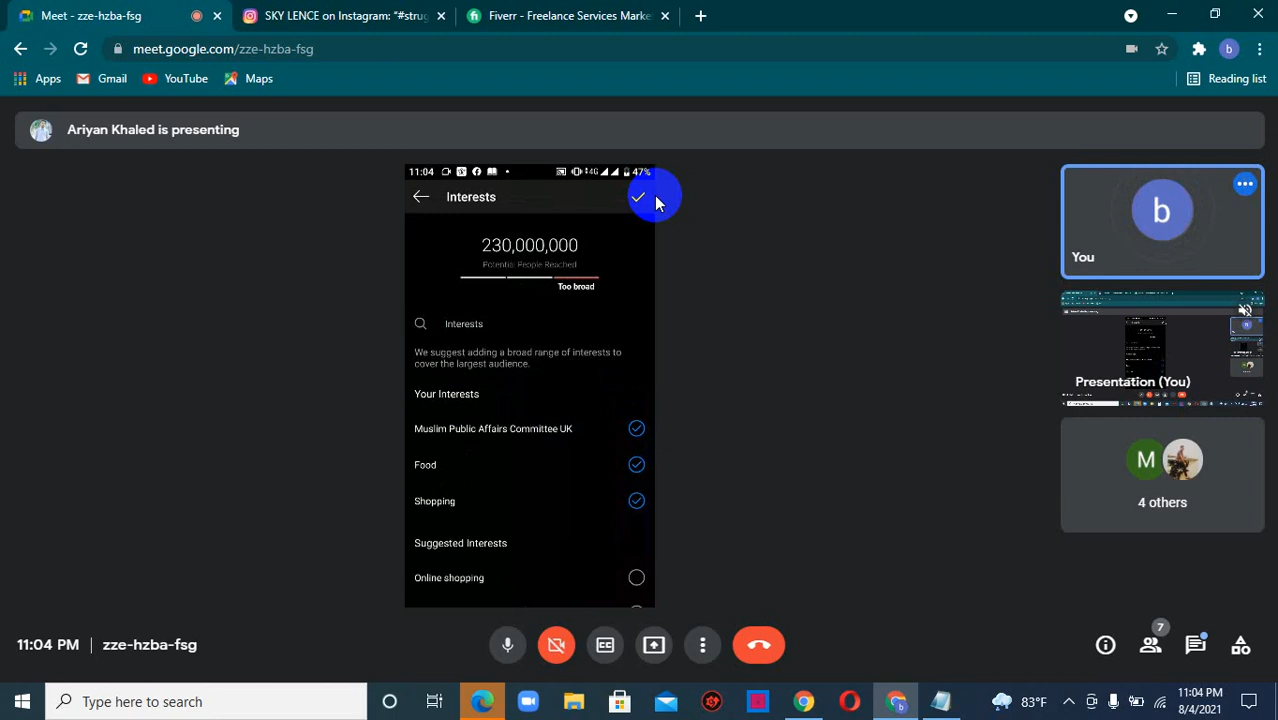 Meet - zze-hzba-fsg
SKY LENCE on Instagram: "#strug
Fiverr - Freelance Services Marke
meet.google.com/zze-hzba-fsg
b
Apps
Gmail
YouTube
Maps
Reading list
Ariyan Khaled is presenting
11:04
4G
47%
Interests
230,000,000
Potential People Reached
Too broad
Interests
We suggest adding a broad range of interests to
cover the largest audience.
Your Interests
Muslim Public Affairs Committee UK
Food
Shopping
Suggested Interests
Online shopping
b
You
Presentation (You)
M
4 others
11:04 PM
zze-hzba-fsg
CC
7
Type here to search
83°F
11:04 PM
8/4/2021